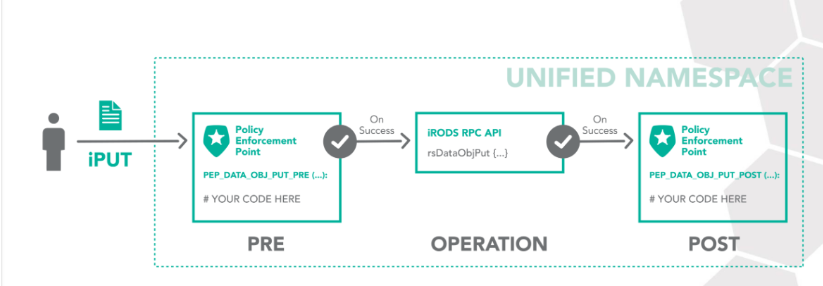 UNIFIED NAMESPACE
iPUT
Policy
Enforcement
Point
PEP_DATA_OBJ_PUT_PRE (...):
# YOUR CODE HERE
On
Success
iRODS RPC API
rsDataObjPut {...}
On
Success
Policy
Enforcement
Point
PEP_DATA_OBJ_PUT_POST (...):
# YOUR CODE HERE
PRE
OPERATION
POST